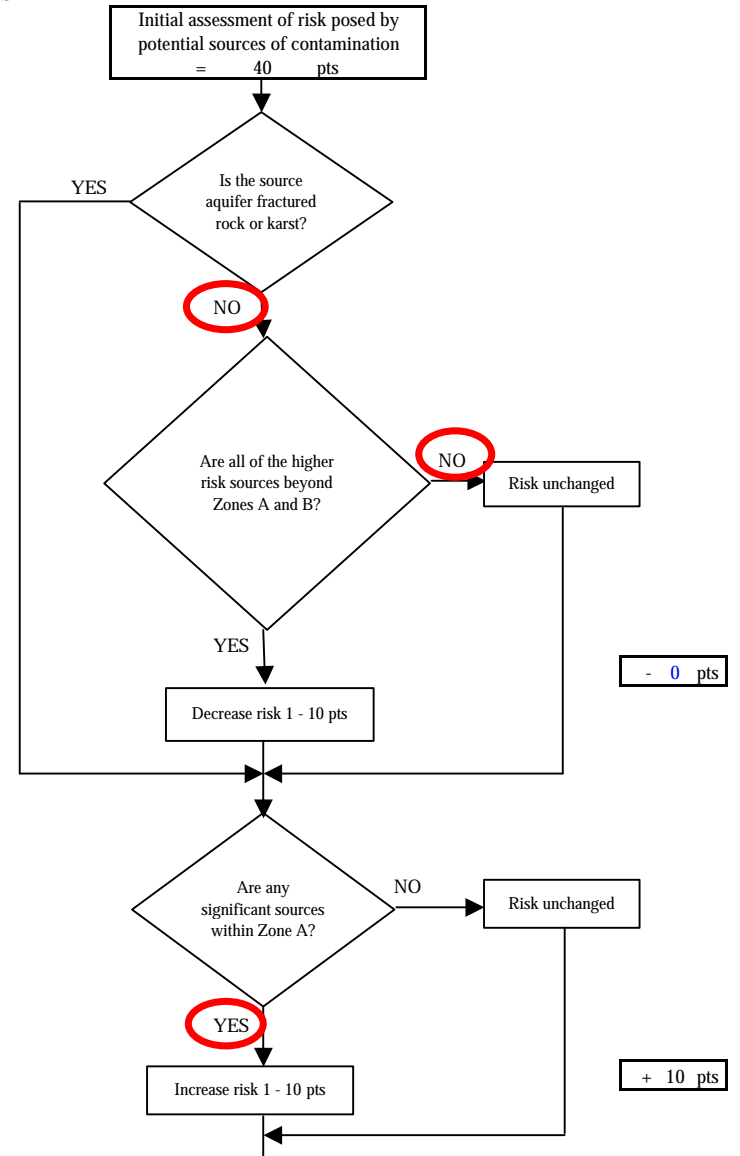 Initial assessment of risk posed by
potential sources of contamination
= 40 pts
Is the source
aquifer fractured
rock or karst?
YES
NO
Are all of the higher
risk sources beyond
Zones A and B?
NO
Risk unchanged
YES
- 0 pts
Decrease risk 1 - 10 pts
Are any
significant sources
within Zone A?
NO
Risk unchanged
YES
Increase risk 1 - 10 pts
+ 10 pts